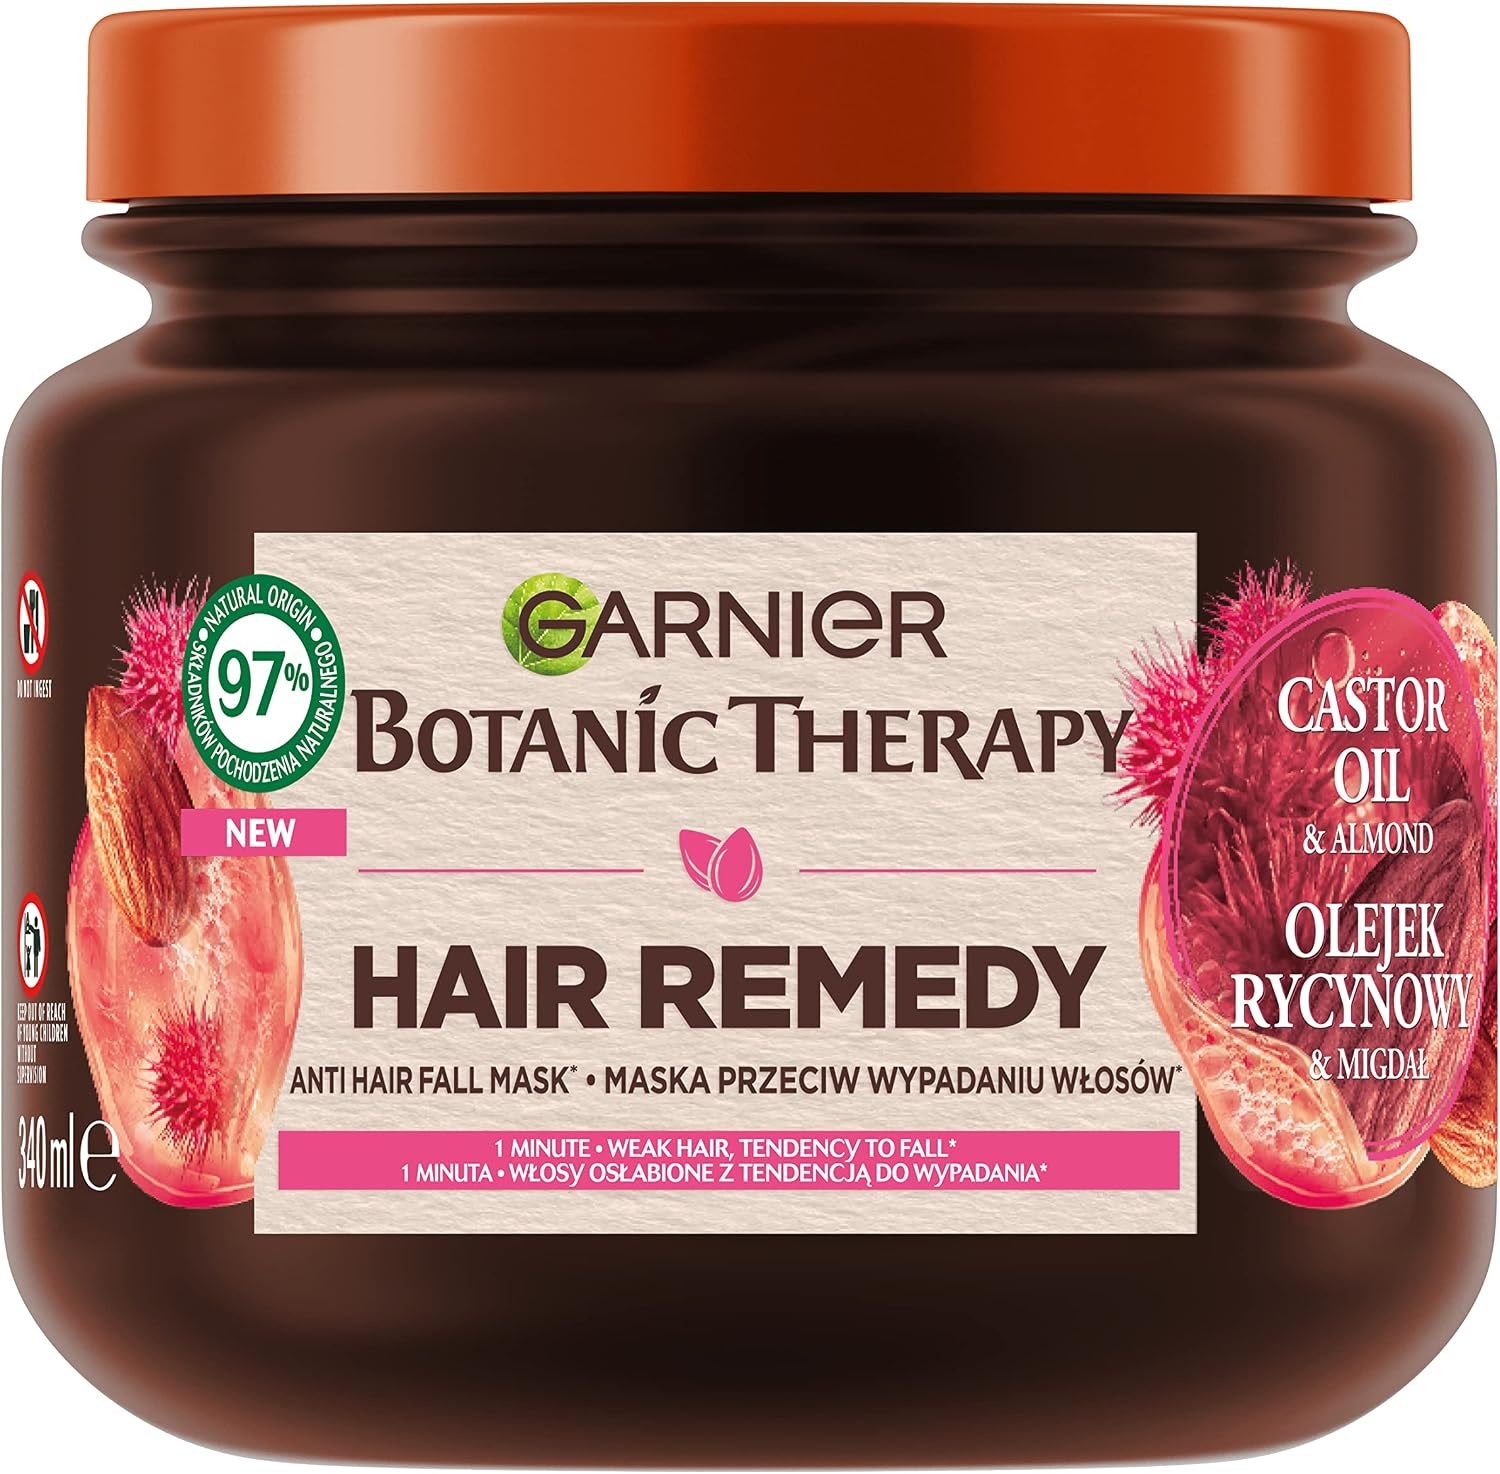 GARNIER
BOTANIC THERAPY
NATURAL ORIGIN
97%
SKŁADNIKÓW POCHODZENIA NATURALNEGO
NEW
HAIR REMEDY
ANTI HAIR FALL MASK* • MASKA PRZECIW WYPADANIU WŁOSÓW*
1 MINUTE • WEAK HAIR, TENDENCY TO FALL*
1 MINUTA • WŁOSY OSŁABIONE Z TENDENCJĄ DO WYPADANIA*
CASTOR
OIL
& ALMOND
OLEJEK
RYCYNOWY
& MIGDAŁ
DO NOT INGEST
KEEP OUT OF REACH
OF YOUNG CHILDREN
WITHOUT
SUPERVISION
340 ml ℮